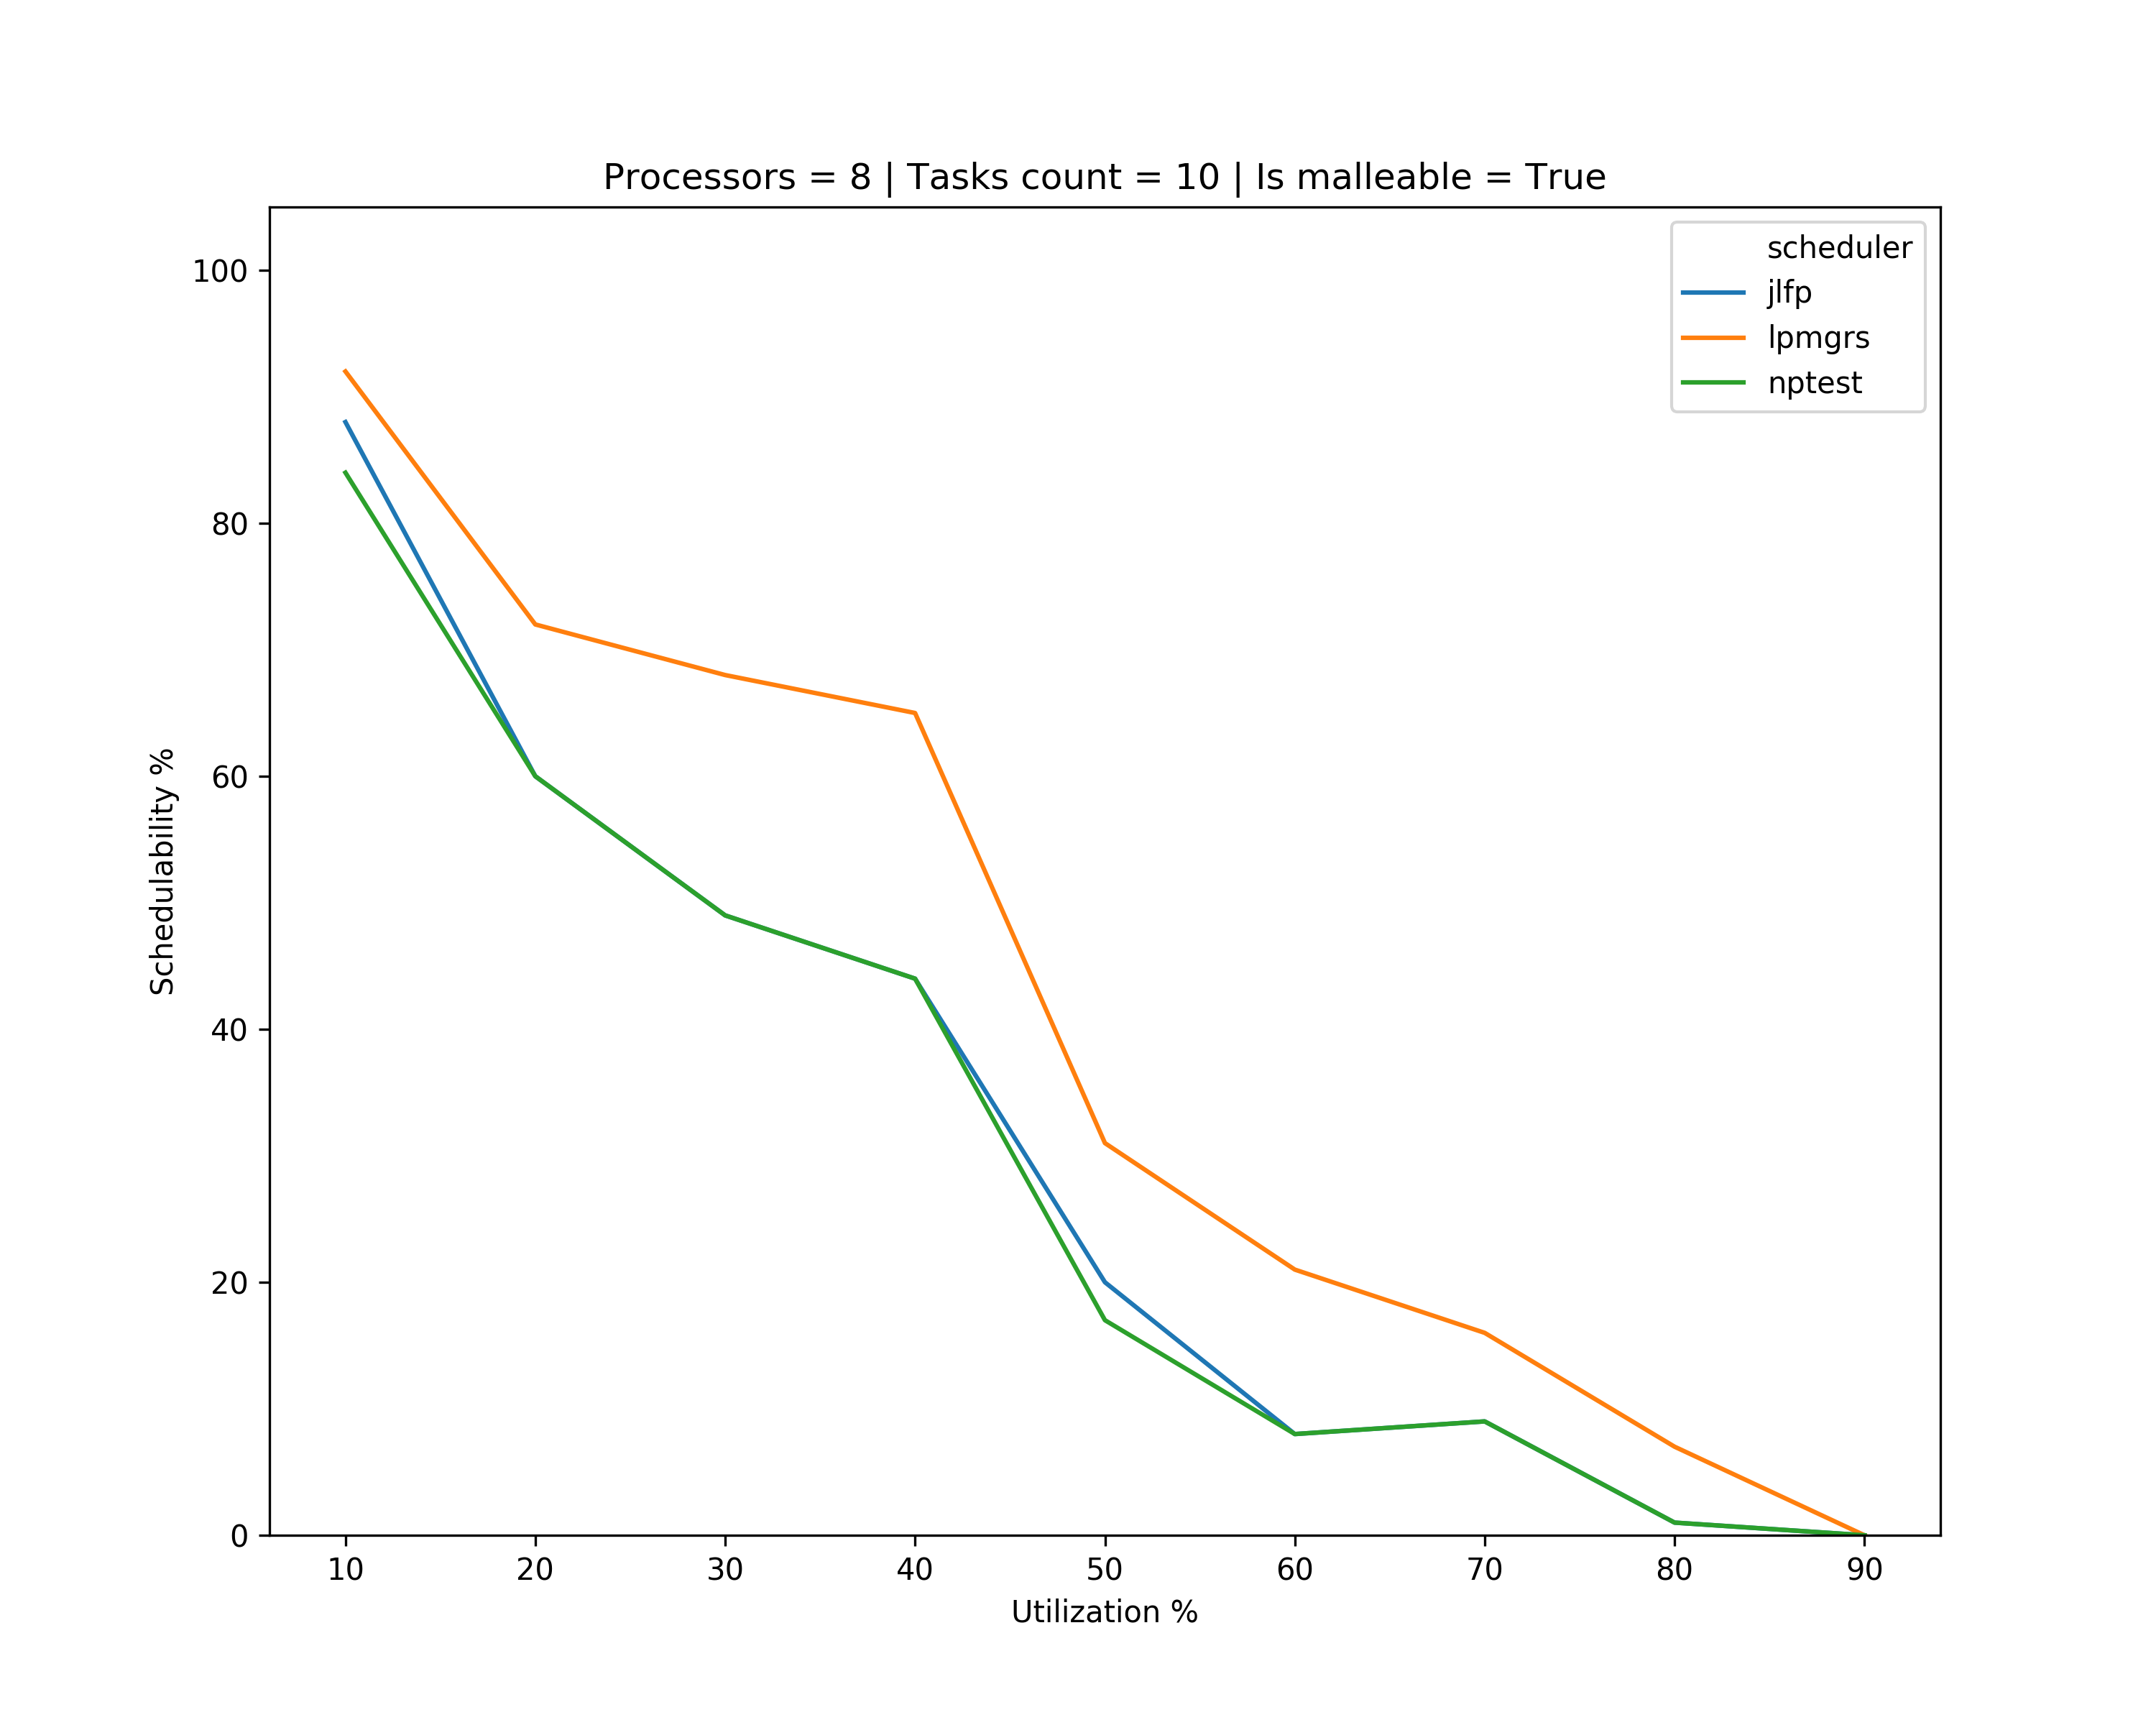 Processors = 8 | Tasks count = 10 | Is malleable = True
scheduler
jlfp
lpmgrs
nptest
Schedulability %
100
80
60
40
20
0
10 20 30 40 50 60 70 80 90
Utilization %